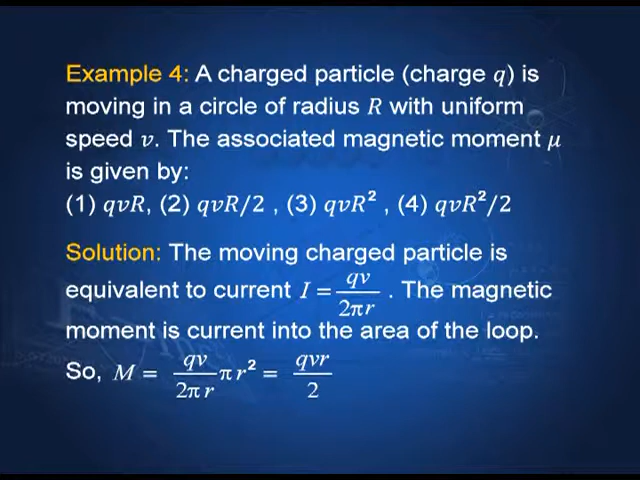 Example 4: A charged particle (charge q) is
moving in a circle of radius R with uniform
speed v. The associated magnetic moment μ
is given by:
(1) qvR, (2) qvR/2 , (3) qvR² , (4) qvR²/2
Solution: The moving charged particle is
equivalent to current I = qv/2πr . The magnetic
moment is current into the area of the loop.
So, M = qv/2πr πr² = qvr/2